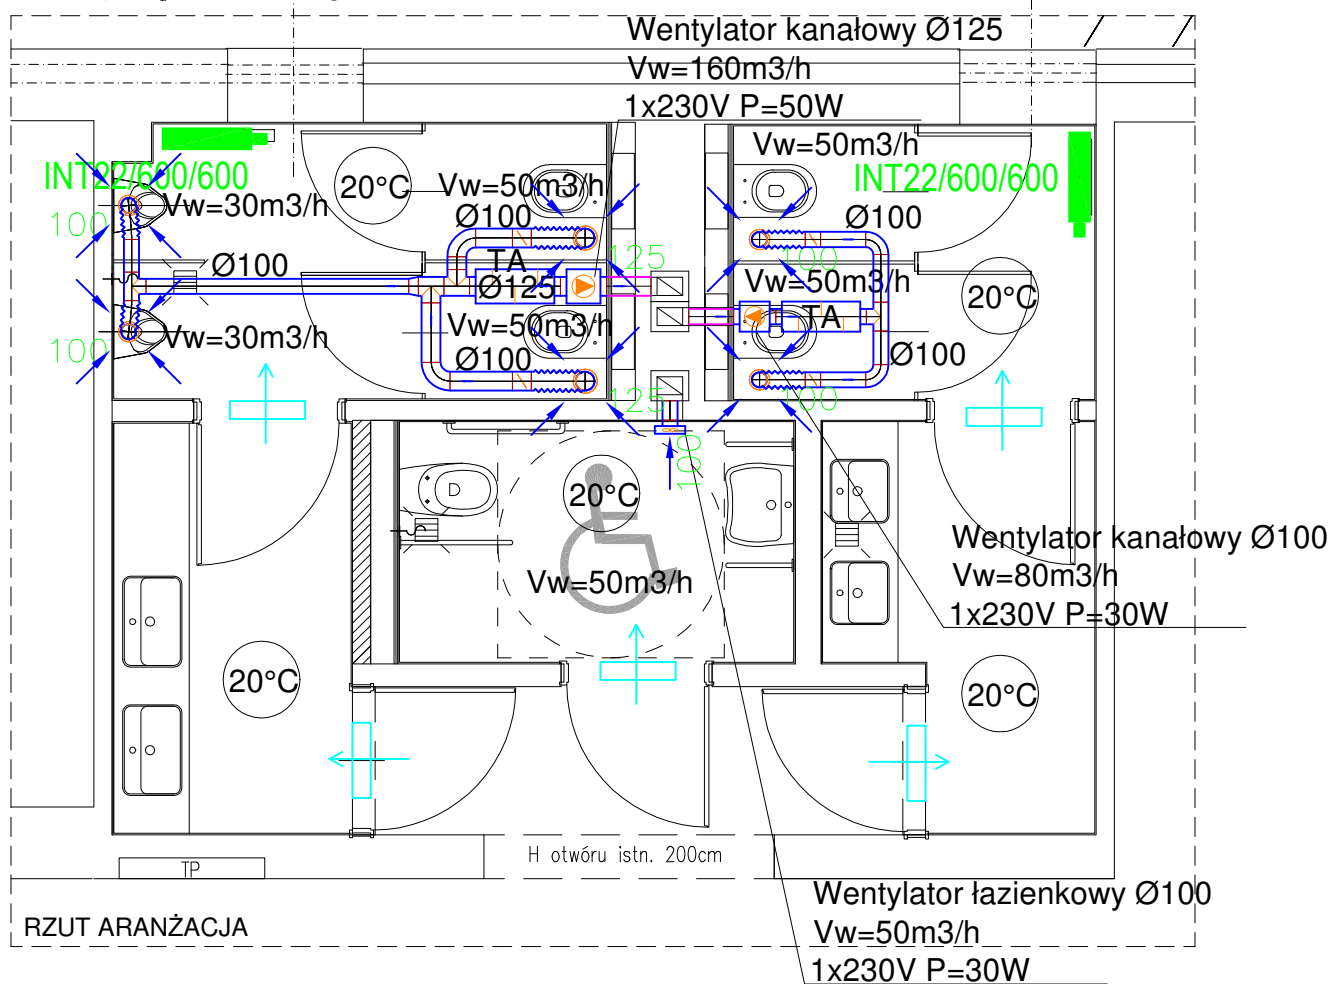 Wentylator kanałowy Ø125
Vw=160m3/h
1x230V P=50W
Vw=50m3/h
INT22/600/600
20°C
Vw=50m3/h
INT22/600/600
Vw=30m3/h
100
Ø100
Ø100
Ø100
TA
125
100
Ø125
Vw=50m3/h
20°C
Vw=30m3/h
Vw=50m3/h
TA
100
Ø100
Ø100
125
100
100
20°C
Vw=50m3/h
Wentylator kanałowy Ø100
Vw=80m3/h
1x230V P=30W
20°C
20°C
H otwóru istn. 200cm
TP
Wentylator łazienkowy Ø100
Vw=50m3/h
1x230V P=30W
RZUT ARANŻACJA